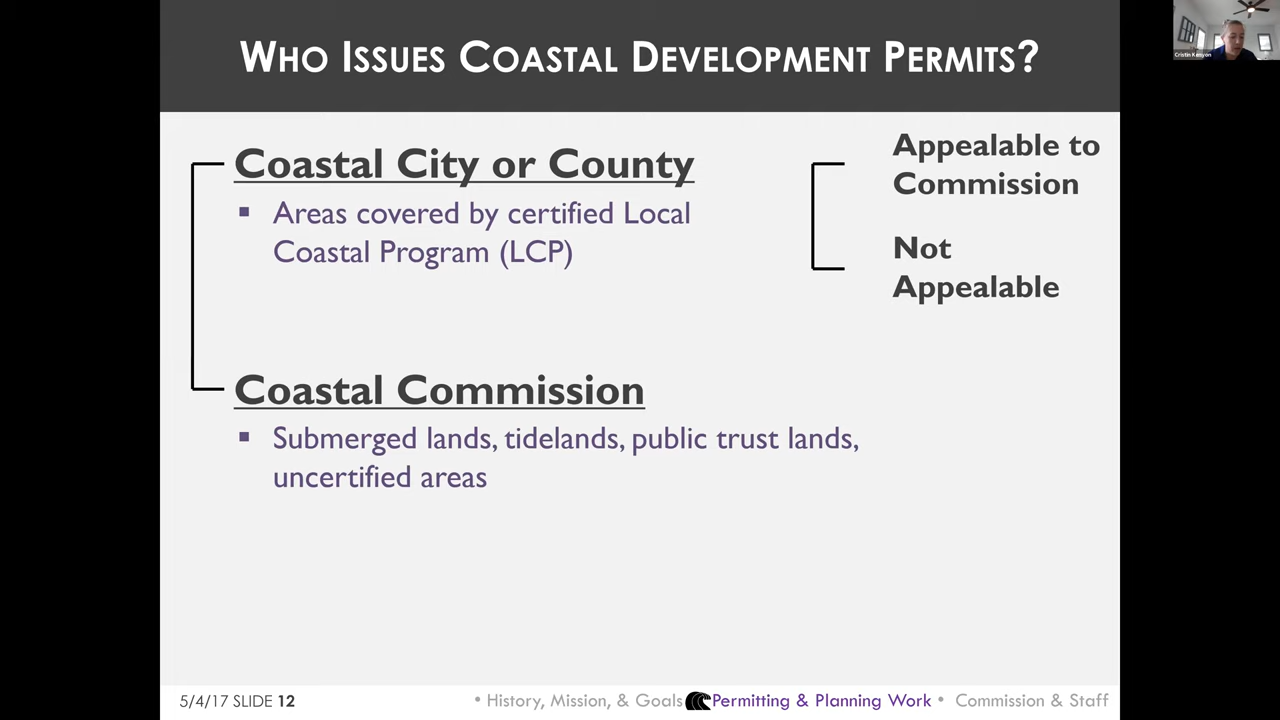 WHO ISSUES COASTAL DEVELOPMENT PERMITS?
Cristin Kenyon
Coastal City or County
▪ Areas covered by certified Local
Coastal Program (LCP)
Appealable to
Commission
Not
Appealable
Coastal Commission
▪ Submerged lands, tidelands, public trust lands,
uncertified areas
5/4/17 SLIDE 12
• History, Mission, & Goals Permitting & Planning Work • Commission & Staff